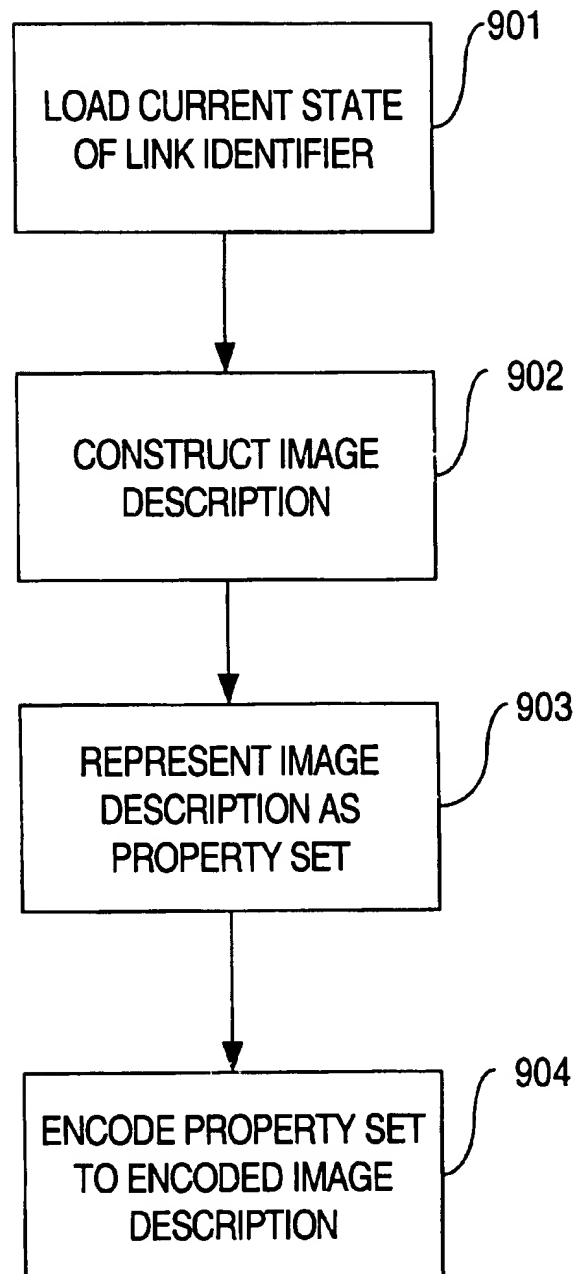 901
LOAD CURRENT STATE
OF LINK IDENTIFIER
902
CONSTRUCT IMAGE
DESCRIPTION
903
REPRESENT IMAGE
DESCRIPTION AS
PROPERTY SET
904
ENCODE PROPERTY SET
TO ENCODED IMAGE
DESCRIPTION